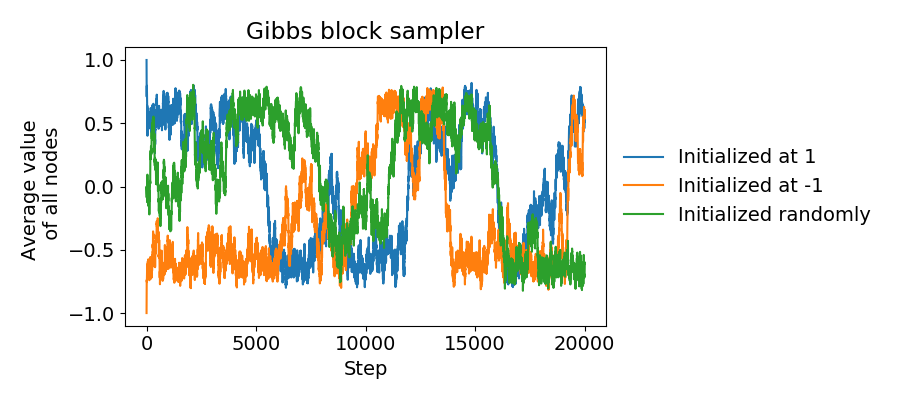 Gibbs block sampler
Average value
of all nodes
1.0
0.5
0.0
−0.5
−1.0
0
5000
10000
15000
20000
Step
Initialized at 1
Initialized at -1
Initialized randomly